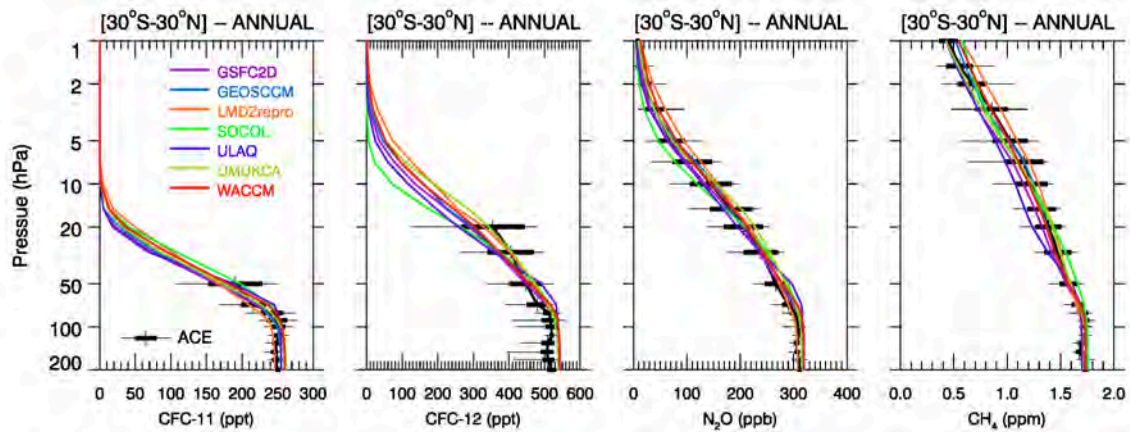 [30°S-30°N] -- ANNUAL
[30°S-30°N] -- ANNUAL
[30°S-30°N] -- ANNUAL
[30°S-30°N] -- ANNUAL
Pressue (hPa)
1
2
5
10
20
50
100
200
GSFC2D
GEOSCCM
LMDZrepro
SOCOL
ULAQ
UMUKCA
WACCM
ACE
0 50 100 150 200 250 300
CFC-11 (ppt)
0 100 200 300 400 500 600
CFC-12 (ppt)
0 100 200 300 400
N₂O (ppb)
0.0 0.5 1.0 1.5 2.0
CH₄ (ppm)